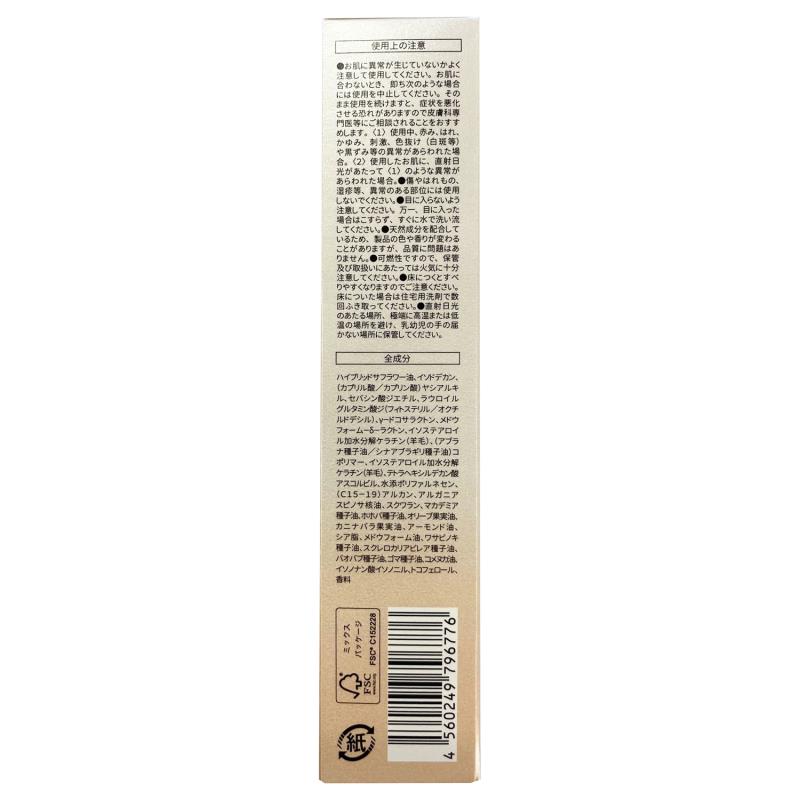 使用上の注意
●お肌に異常が生じていないかよく
注意して使用してください。お肌に
合わないとき、即ち次のような場合
には使用を中止してください。その
まま使用を続けますと、症状を悪化
させる恐れがありますので皮膚科専
門医等にご相談されることをおすす
めします。〈1〉使用中、赤み、はれ、
かゆみ、刺激、色抜け(白斑等)
や黒ずみ等の異常があらわれた場
合。〈2〉使用したお肌に、直射日
光があたって〈1〉のような異常が
あらわれた場合。●傷やはれもの、
湿疹等、異常のある部位には使用
しないでください。●目に入らないよう
注意してください。万一、目に入った
場合はこすらず、すぐに水で洗い流
してください。●天然成分を配合し
ているため、製品の色や香りが変わる
ことがありますが、品質に問題はあ
りません。●可燃性ですので、保管
及び取扱いにあたっては火気に十分
注意してください。●床につくとすべ
りやすくなりますのでご注意ください。
床についた場合は住宅用洗剤で数
回ふき取ってください。●直射日光
のあたる場所、極端に高温または低
温の場所を避け、乳幼児の手の届
かない場所に保管してください。
全成分
ハイブリッドサフラワー油、イソドデカン、
(カプリル酸/カプリン酸)ヤシアルキ
ル、セバシン酸ジエチル、ラウロイル
グルタミン酸ジ(フィトステリル/オクチ
ルドデシル)、γ-ドコサラクトン、メドウ
フォーム-δ-ラクトン、イソステアロイル
加水分解ケラチン(羊毛)、(アブラ
ナ種子油/シナアブラギリ種子油)コ
ポリマー、イソステアロイル加水分解
ケラチン(羊毛)、テトラヘキシルデカン酸
アスコルビル、水添ポリファルネセン、
(C15-19)アルカン、アルガニア
スピノサ核油、スクワラン、マカデミア
種子油、ホホバ種子油、オリーブ果実油、
カニナバラ果実油、アーモンド油、
シア脂、メドウフォーム油、ワサビノキ
種子油、スクレロカリアビレア種子油、
バオバブ種子油、ゴマ種子油、コメヌカ油、
イソノナン酸イソノニル、トコフェロール、
香料
ミックス
パッケージ
FSC® C152228
FSC
紙
4 560249 796776